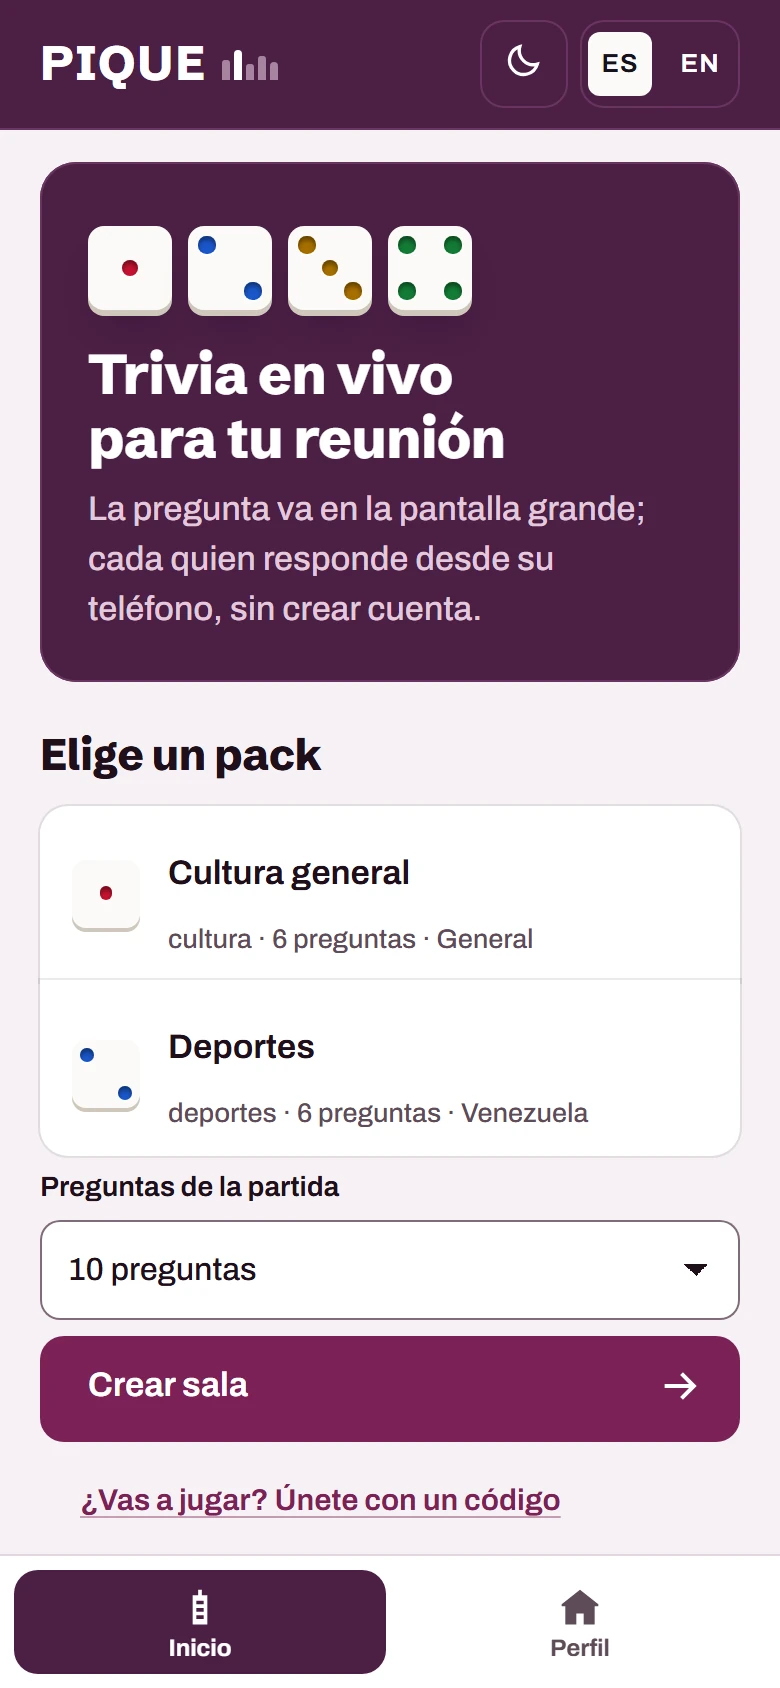 PIQUE
ES
EN
Trivia en vivo
para tu reunión
La pregunta va en la pantalla grande;
cada quien responde desde su
teléfono, sin crear cuenta.
Elige un pack
Cultura general
cultura · 6 preguntas · General
Deportes
deportes · 6 preguntas · Venezuela
Preguntas de la partida
10 preguntas
Crear sala
¿Vas a jugar? Únete con un código
Inicio
Perfil